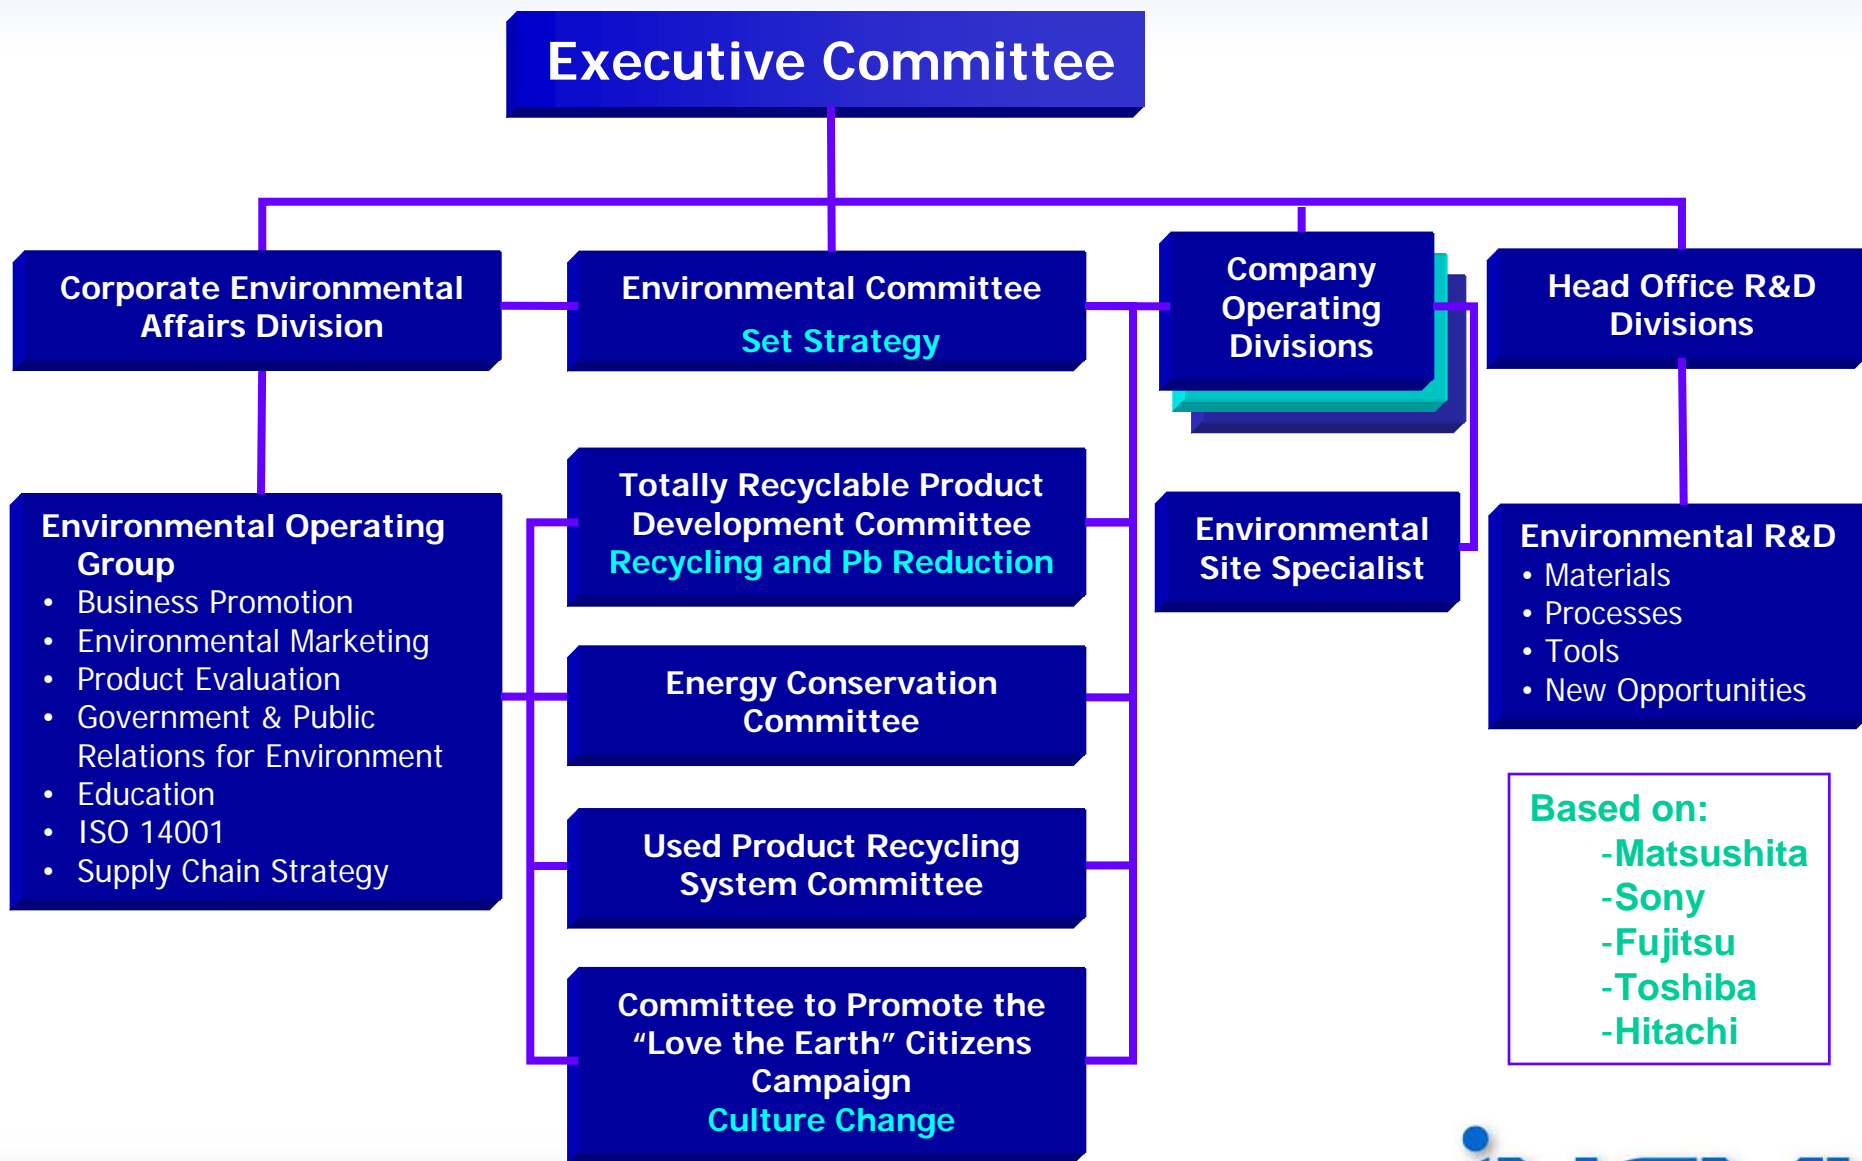 Executive Committee
Corporate Environmental
Affairs Division
Environmental Committee
Set Strategy
Company
Operating
Divisions
Head Office R&D
Divisions
Environmental Operating
Group
• Business Promotion
• Environmental Marketing
• Product Evaluation
• Government & Public
Relations for Environment
• Education
• ISO 14001
• Supply Chain Strategy
Totally Recyclable Product
Development Committee
Recycling and Pb Reduction
Energy Conservation
Committee
Used Product Recycling
System Committee
Committee to Promote the
“Love the Earth” Citizens
Campaign
Culture Change
Environmental
Site Specialist
Environmental R&D
• Materials
• Processes
• Tools
• New Opportunities
Based on:
-Matsushita
-Sony
-Fujitsu
-Toshiba
-Hitachi